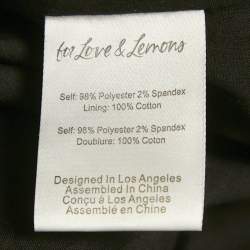 for Love & Lemons
Self: 98% Polyester 2% Spandex
Lining: 100% Cotton
Self: 98% Polyester 2% Spandex
Doublure: 100% Coton
Designed In Los Angeles
Assembled In China
Conçu à Los Angeles
Assemblé en Chine